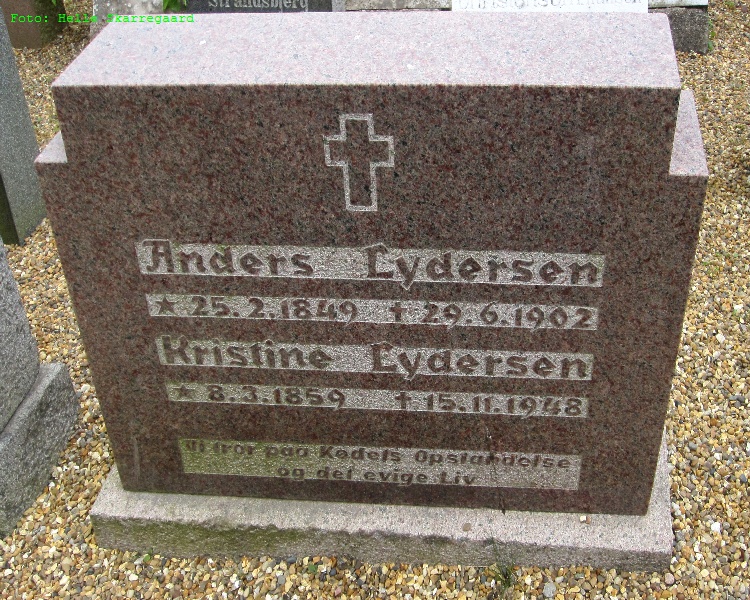 Foto: Helle Skarregaard
Strandsbjerg
Anders Lydersen
* 25.2.1849 † 29.6.1902
Kristine Lydersen
* 8.3.1859 † 15.11.1948
Vi tror paa Kødets Opstandelse
og det evige Liv